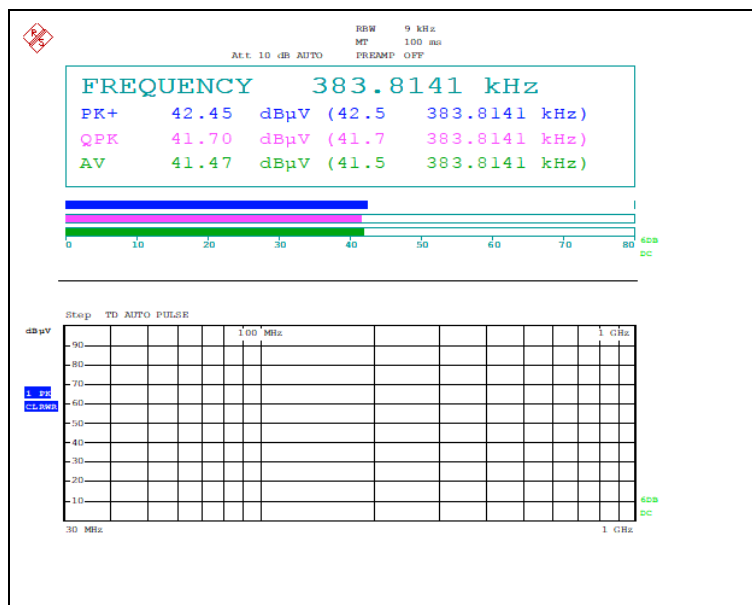 R
S
RBW 9 kHz
MT 100 ms
Att 10 dB AUTO PREAMP OFF
FREQUENCY 383.8141 kHz
PK+ 42.45 dBµV (42.5 383.8141 kHz)
QPK 41.70 dBµV (41.7 383.8141 kHz)
AV 41.47 dBµV (41.5 383.8141 kHz)
0 10 20 30 40 50 60 70 80
6DB
DC
Step TD AUTO PULSE
dBµV
100 MHz 1 GHz
90
80
70
1 PK
CLRWR
60
50
40
30
20
10
6DB
DC
30 MHz 1 GHz